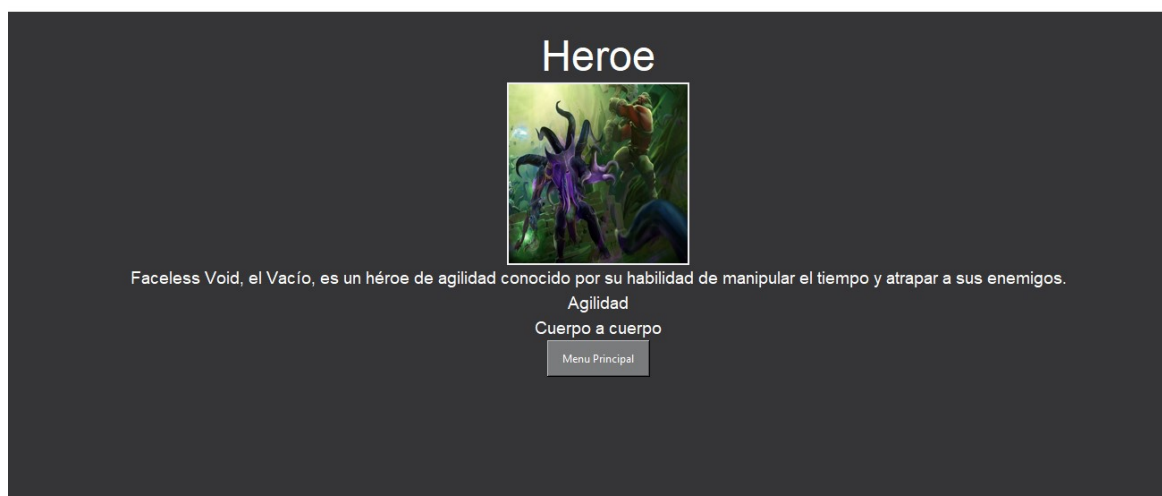 Heroe
Faceless Void, el Vacío, es un héroe de agilidad conocido por su habilidad de manipular el tiempo y atrapar a sus enemigos.
Agilidad
Cuerpo a cuerpo
Menu Principal